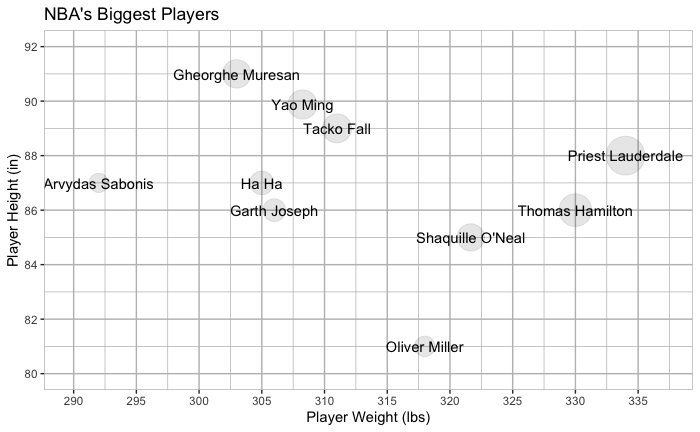 NBA's Biggest Players
Player Height (in)
92
90
88
86
84
82
80
Gheorghe Muresan
Yao Ming
Tacko Fall
Priest Lauderdale
Arvydas Sabonis
Ha Ha
Garth Joseph
Thomas Hamilton
Shaquille O'Neal
Oliver Miller
290 295 300 305 310 315 320 325 330 335
Player Weight (lbs)